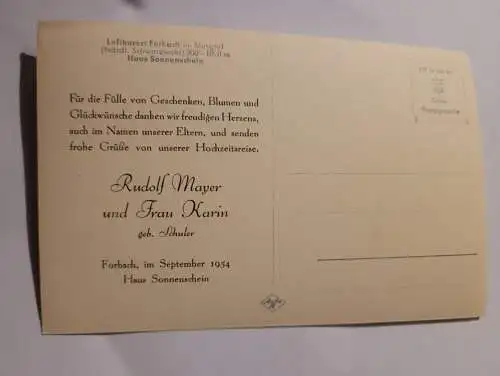 Luftkurort Forbach im Murgtal
Haus Sonnenschein
Für die Fülle von Geschenken, Blumen und
Glückwünsche danken wir freudigen Herzens,
auch im Namen unserer Eltern, und senden
frohe Grüße von unserer Hochzeitsreise.
Rudolf Mayer
und Frau Karin
geb. Schuler
Forbach, im September 1954
Haus Sonnenschein